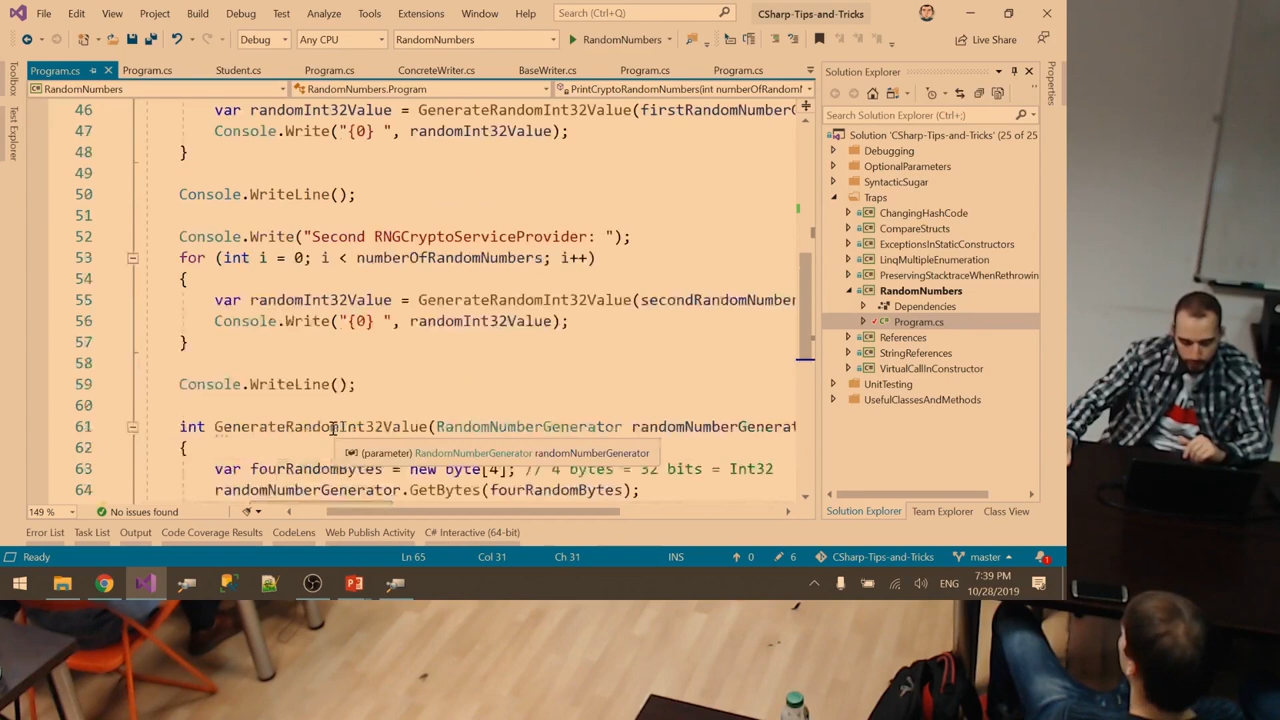 File Edit View Project Build Debug Test Analyze Tools Extensions Window Help Search (Ctrl+Q) CSharp-Tips-and-Tricks
Debug Any CPU RandomNumbers RandomNumbers Live Share
Program.cs Program.cs Student.cs Program.cs ConcreteWriter.cs BaseWriter.cs Program.cs Program.cs
RandomNumbers RandomNumbers.Program PrintCryptoRandomNumbers(int numberOfRandomN
46 var randomInt32Value = GenerateRandomInt32Value(firstRandomNumberG
47 Console.Write("{0} ", randomInt32Value);
48 }
50 Console.WriteLine();
51
52 Console.Write("Second RNGCryptoServiceProvider: ");
53 for (int i = 0; i < numberOfRandomNumbers; i++)
54 {
55 var randomInt32Value = GenerateRandomInt32Value(secondRandomNumber
56 Console.Write("{0} ", randomInt32Value);
57 }
58
59 Console.WriteLine();
60
61 int GenerateRandomInt32Value(RandomNumberGenerator randomNumberGenerat
62 {
(parameter) RandomNumberGenerator randomNumberGenerator
63 var fourRandomBytes = new byte[4]; // 4 bytes = 32 bits = Int32
64 randomNumberGenerator.GetBytes(fourRandomBytes);
149 % No issues found
Error List Task List Output Code Coverage Results CodeLens Web Publish Activity C# Interactive (64-bit)
Ready Ln 65 Col 31 Ch 31 INS 0 6 CSharp-Tips-and-Tricks master 1
Toolbox
Test Explorer
Solution Explorer
Search Solution Explorer (Ctrl+;)
Solution 'CSharp-Tips-and-Tricks' (25 of 25
Debugging
OptionalParameters
SyntacticSugar
Traps
ChangingHashCode
CompareStructs
ExceptionsInStaticConstructors
LinqMultipleEnumeration
PreservingStacktraceWhenRethrowin
RandomNumbers
Dependencies
Program.cs
References
StringReferences
VirtualCallInConstructor
UnitTesting
UsefulClassesAndMethods
Solution Explorer Team Explorer Class View
Properties
ENG 7:39 PM
10/28/2019